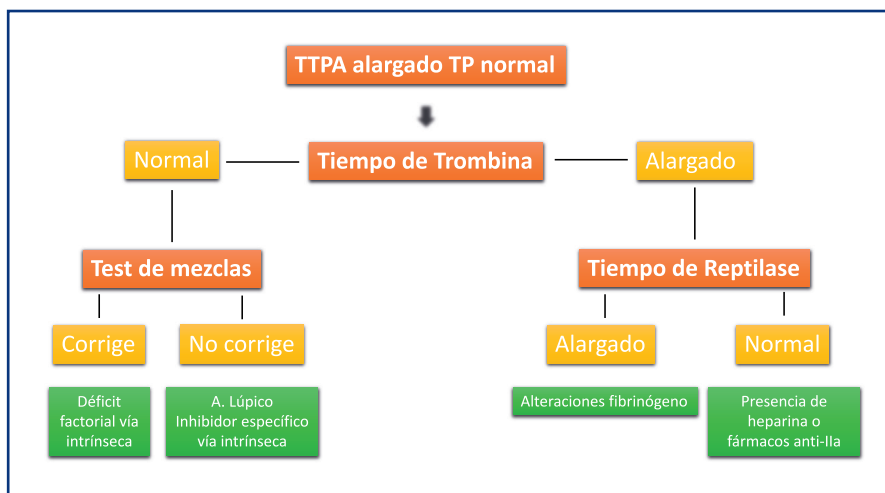 TTPA alargado TP normal
Normal
Tiempo de Trombina
Alargado
Test de mezclas
Tiempo de Reptilase
Corrige
No corrige
Alargado
Normal
Déficit
factorial vía
intrínseca
A. Lúpico
Inhibidor específico
vía intrínseca
Alteraciones fibrinógeno
Presencia de
heparina o
fármacos anti-IIa